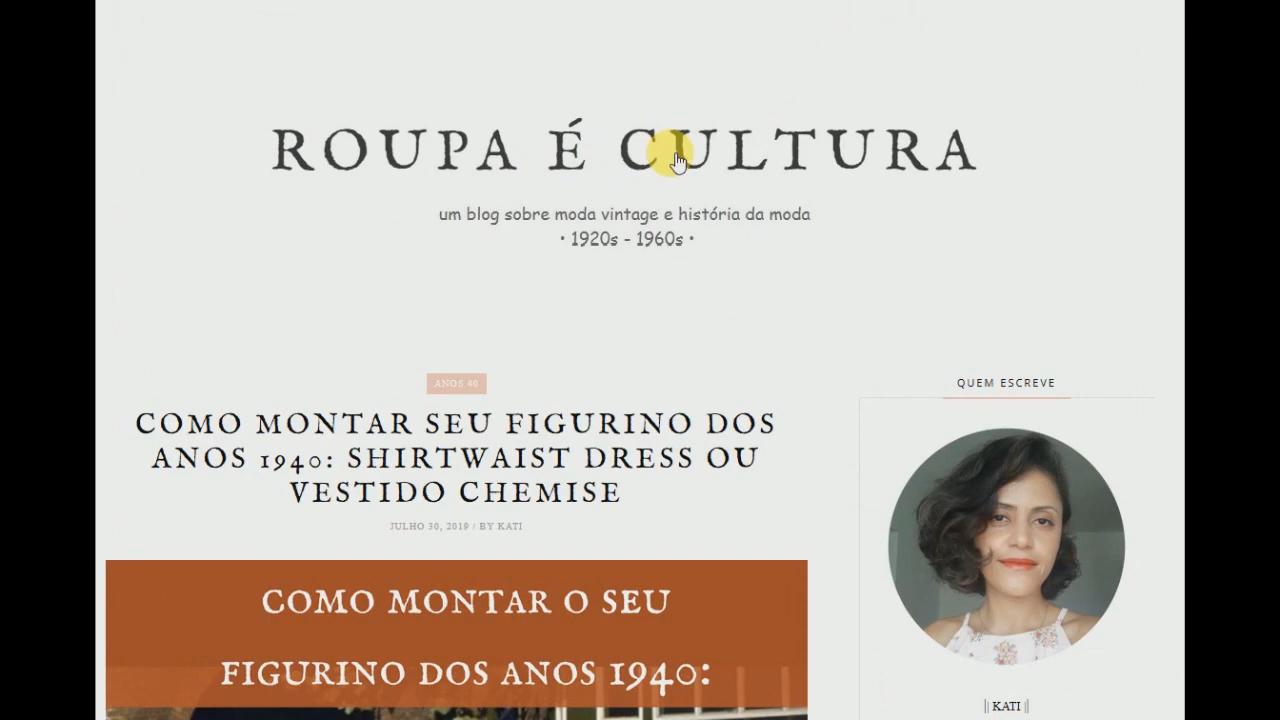 ROUPA É CULTURA
um blog sobre moda vintage e história da moda
• 1920s - 1960s •
ANOS 40
COMO MONTAR SEU FIGURINO DOS
ANOS 1940: SHIRTWAIST DRESS OU
VESTIDO CHEMISE
JULHO 30, 2019 / BY KATI
COMO MONTAR O SEU
FIGURINO DOS ANOS 1940:
QUEM ESCREVE
|| KATI ||